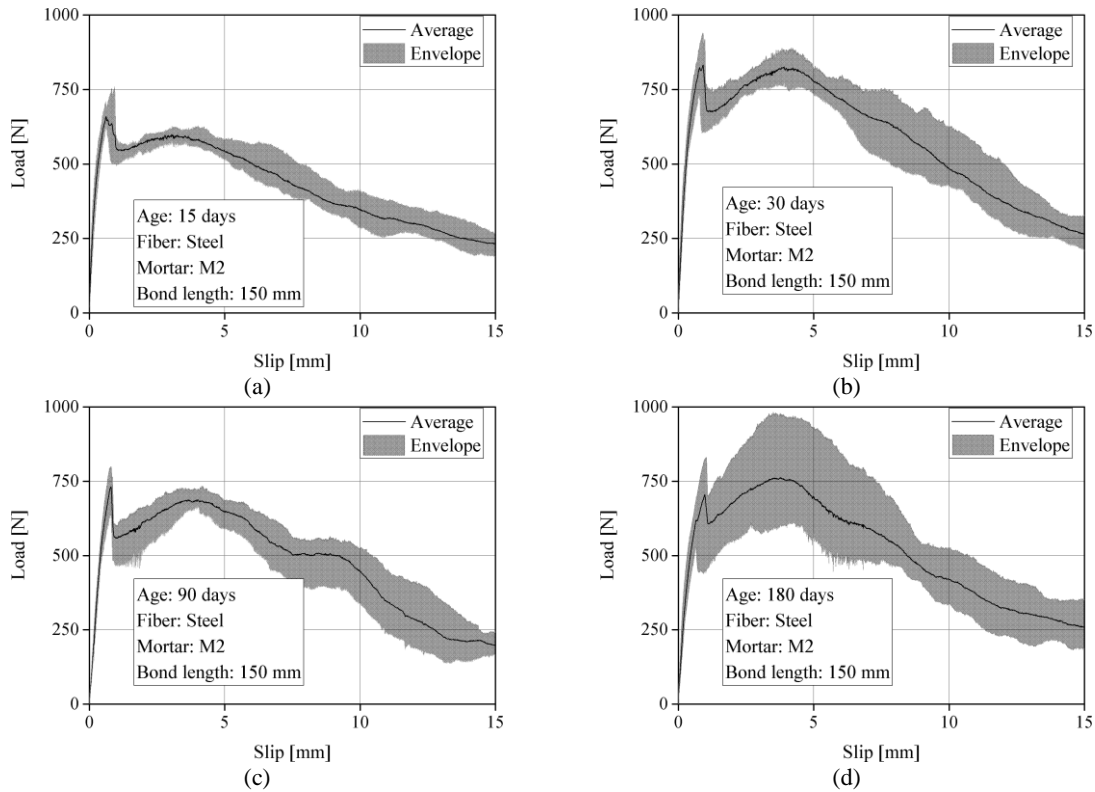 1000
750
500
250
0
Load [N]
Average
Envelope
Age: 15 days
Fiber: Steel
Mortar: M2
Bond length: 150 mm
0 5 10 15
Slip [mm]
(a)
1000
750
500
250
0
Load [N]
Average
Envelope
Age: 30 days
Fiber: Steel
Mortar: M2
Bond length: 150 mm
0 5 10 15
Slip [mm]
(b)
1000
750
500
250
0
Load [N]
Average
Envelope
Age: 90 days
Fiber: Steel
Mortar: M2
Bond length: 150 mm
0 5 10 15
Slip [mm]
(c)
1000
750
500
250
0
Load [N]
Average
Envelope
Age: 180 days
Fiber: Steel
Mortar: M2
Bond length: 150 mm
0 5 10 15
Slip [mm]
(d)